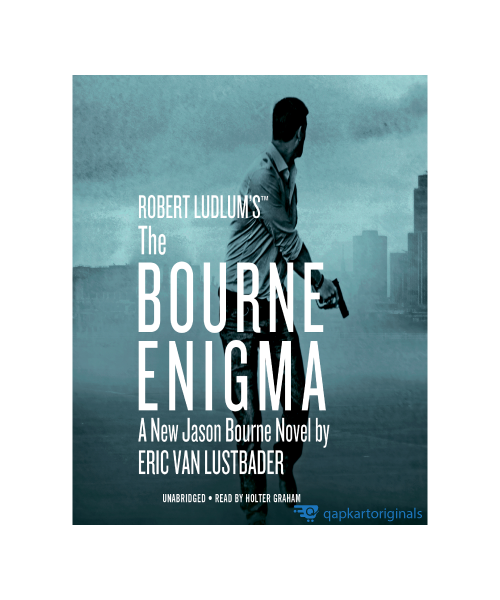 ROBERT LUDLUM'S™
The
BOURNE
ENIGMA
A New Jason Bourne Novel by
ERIC VAN LUSTBADER
UNABRIDGED • READ BY HOLTER GRAHAM
qapkartoriginals